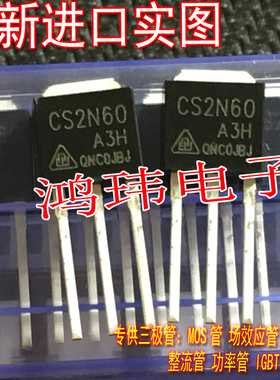 新进口实图
CS2N60
A3H
QNC0JBJ
CS2N60
A3H
QNC0JBJ
鸿玮电子
专供三极管：MOS管 场效应管
整流管 功率管 IGBT